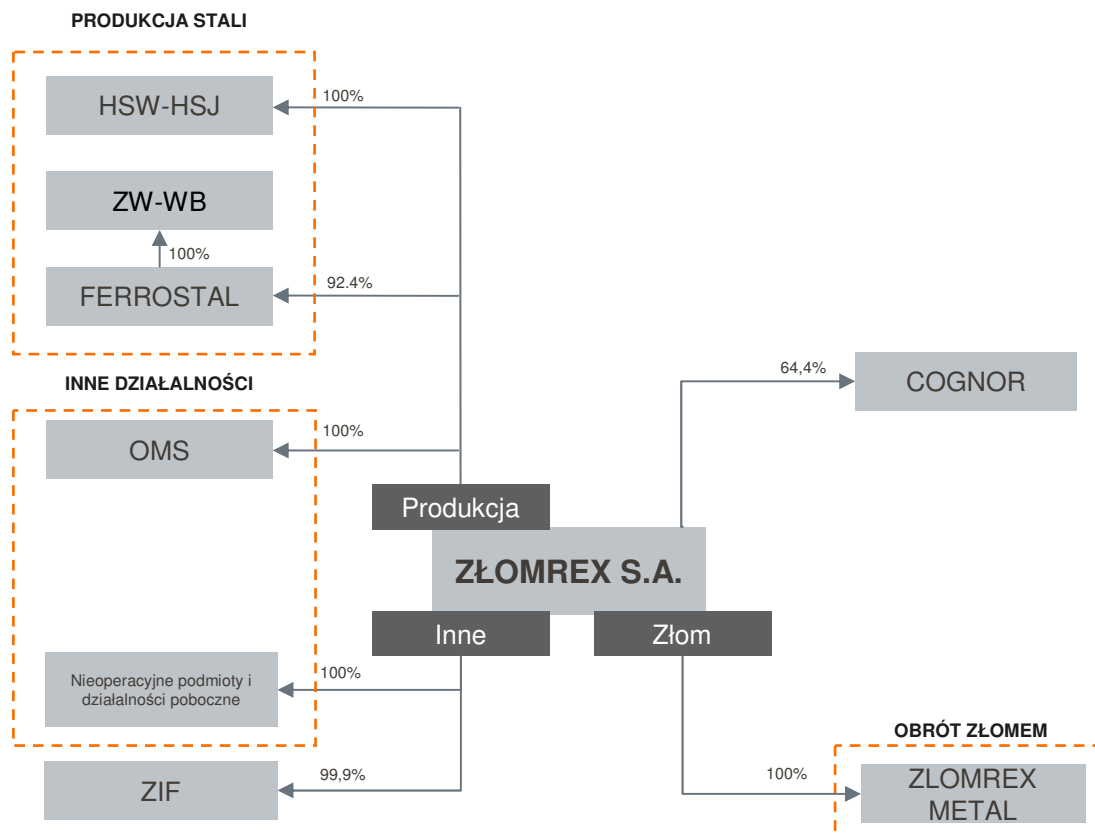 PRODUKCJA STALI
HSW-HSJ
100%
ZW-WB
100%
FERROSTAL
92.4%
INNE DZIAŁALNOŚCI
64,4%
COGNOR
OMS
100%
Produkcja
ZŁOMREX S.A.
Inne
Złom
Nieoperacyjne podmioty i
działalności poboczne
100%
OBRÓT ZŁOMEM
ZIF
99,9%
100%
ZLOMREX
METAL